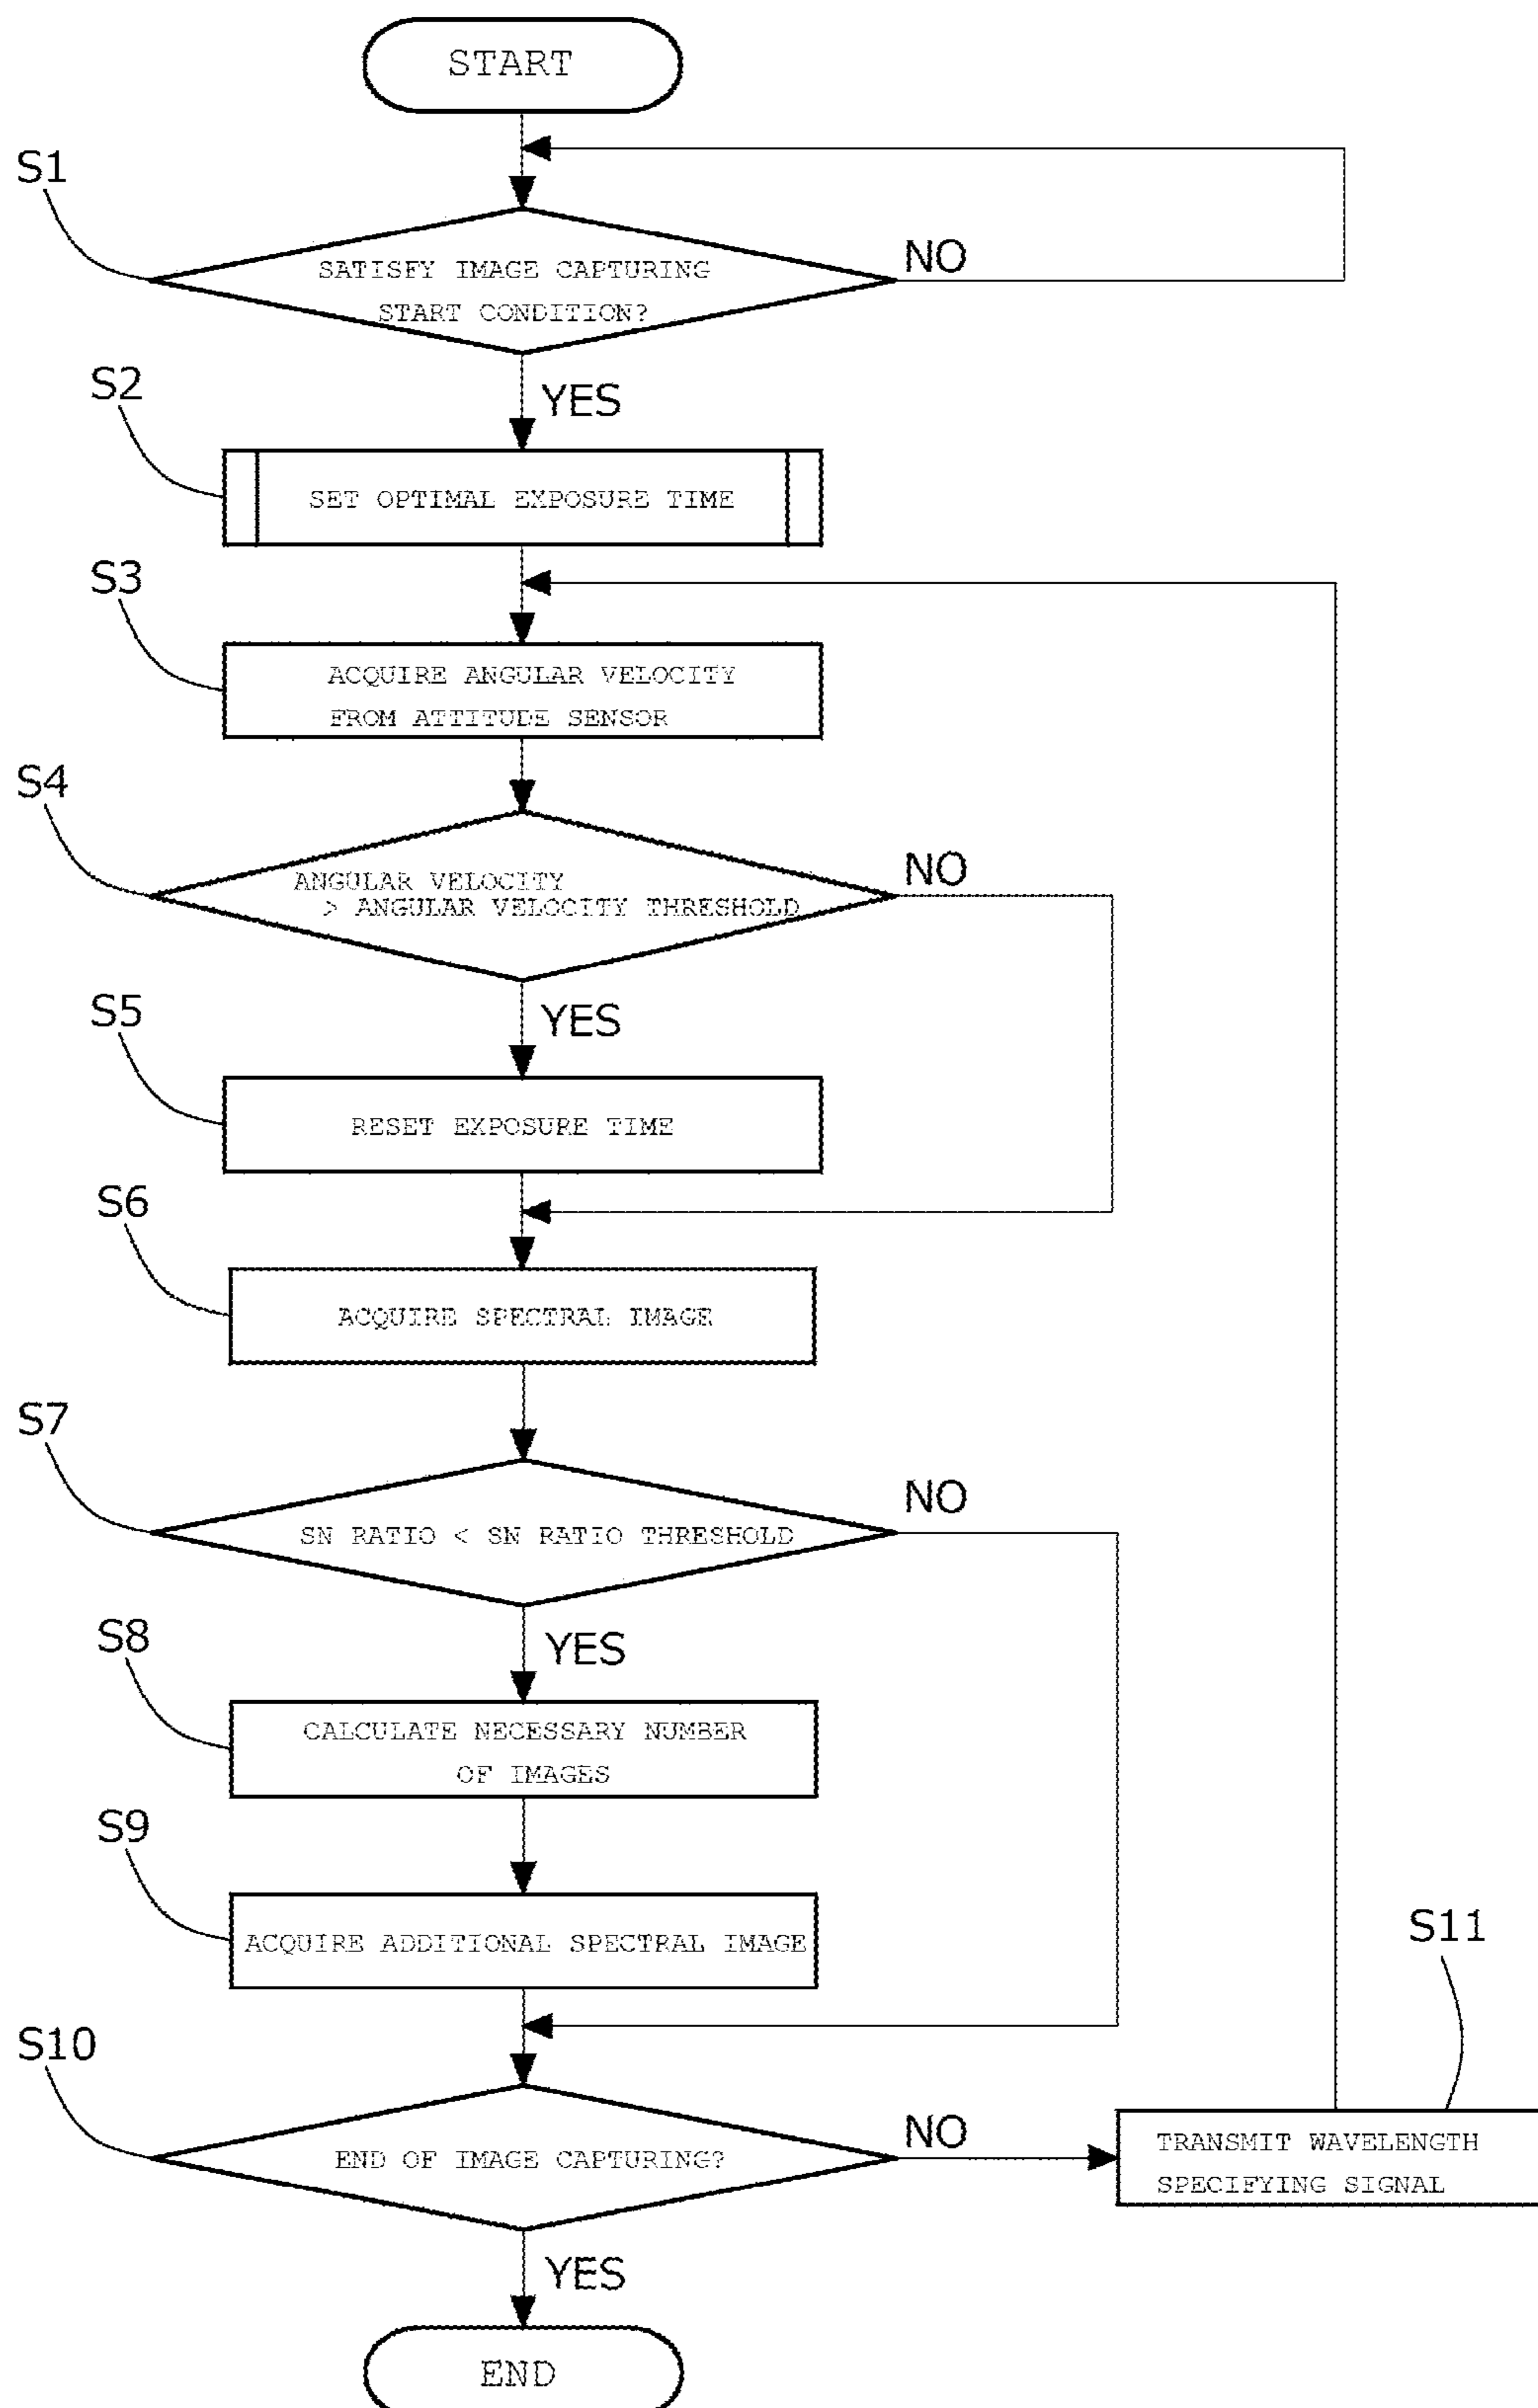 START
S1
SATISFY IMAGE CAPTURING
START CONDITION?
NO
YES
S2
SET OPTIMAL EXPOSURE TIME
S3
ACQUIRE ANGULAR VELOCITY
FROM ATTITUDE SENSOR
S4
ANGULAR VELOCITY
> ANGULAR VELOCITY THRESHOLD
NO
YES
S5
RESET EXPOSURE TIME
S6
ACQUIRE SPECTRAL IMAGE
S7
SN RATIO < SN RATIO THRESHOLD
NO
YES
S8
CALCULATE NECESSARY NUMBER
OF IMAGES
S9
ACQUIRE ADDITIONAL SPECTRAL IMAGE
S10
END OF IMAGE CAPTURING?
NO
S11
TRANSMIT WAVELENGTH
SPECIFYING SIGNAL
YES
END